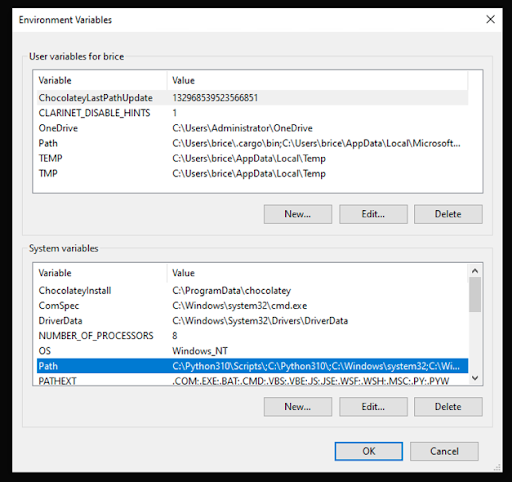 Environment Variables
User variables for brice
Variable Value
ChocolateyLastPathUpdate 132968539523566851
CLARINET_DISABLE_HINTS 1
OneDrive C:\Users\Administrator\OneDrive
Path C:\Users\brice\.cargo\bin;C:\Users\brice\AppData\Local\Microsoft...
TEMP C:\Users\brice\AppData\Local\Temp
TMP C:\Users\brice\AppData\Local\Temp
New... Edit... Delete
System variables
Variable Value
ChocolateyInstall C:\ProgramData\chocolatey
ComSpec C:\Windows\system32\cmd.exe
DriverData C:\Windows\System32\Drivers\DriverData
NUMBER_OF_PROCESSORS 8
OS Windows_NT
Path C:\Python310\Scripts\;C:\Python310\;C:\Windows\system32;C:\Wi...
PATHEXT .COM;.EXE;.BAT;.CMD;.VBS;.VBE;.JS;.JSE;.WSF;.WSH;.MSC;.PY;.PYW
New... Edit... Delete
OK Cancel